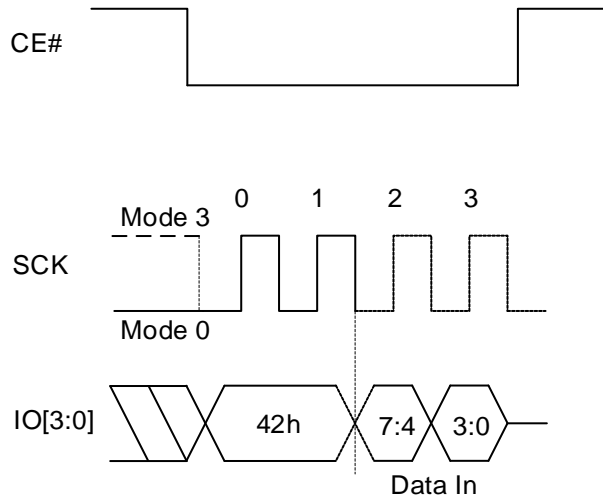 CE#
0 1 2 3
Mode 3
SCK
Mode 0
IO[3:0] 42h 7:4 3:0
Data In